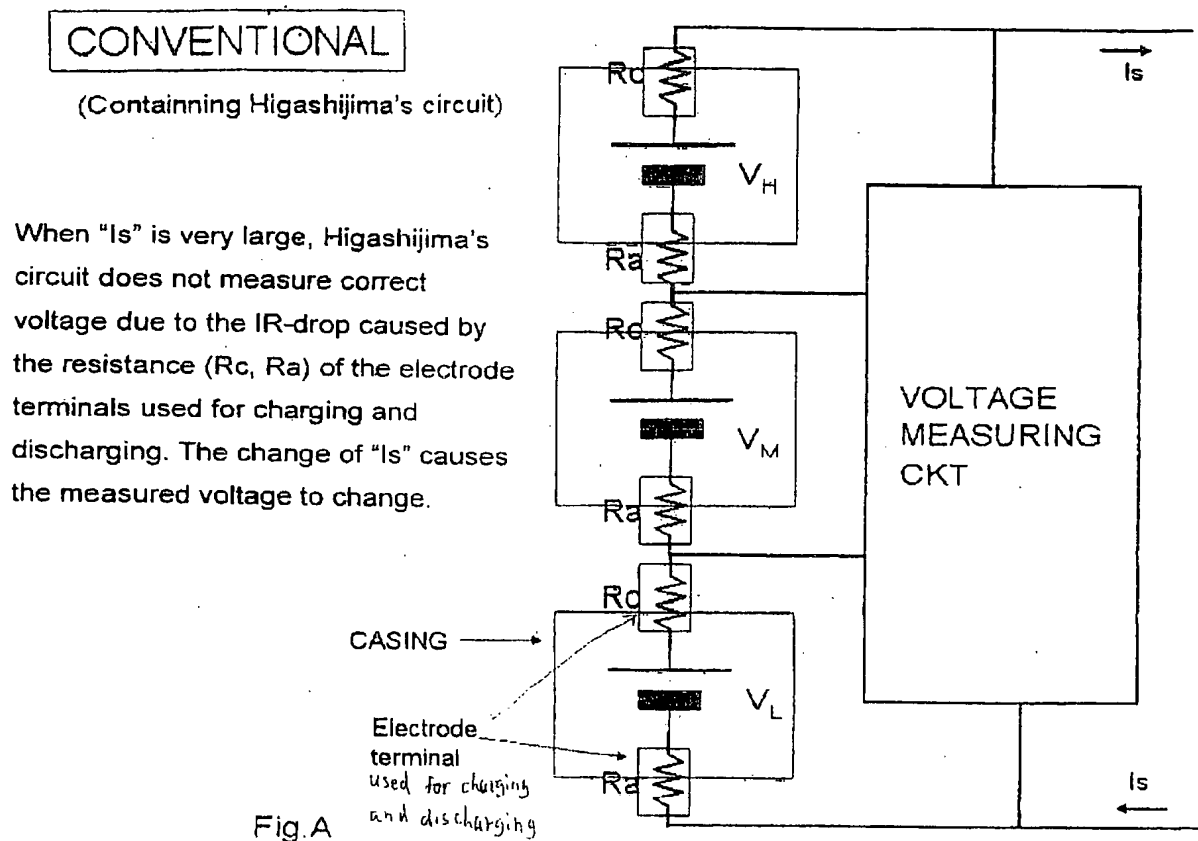 CONVENTIONAL
(Containning Higashijima's circuit)
When "Is" is very large, Higashijima's
circuit does not measure correct
voltage due to the IR-drop caused by
the resistance (Rc, Ra) of the electrode
terminals used for charging and
discharging. The change of "Is" causes
the measured voltage to change.
Rc
Is
VH
Ra
Rc
VOLTAGE
MEASURING
CKT
VM
Ra
Rc
CASING
VL
Electrode
terminal
used for charging
and discharging
Ra
Is
Fig.A